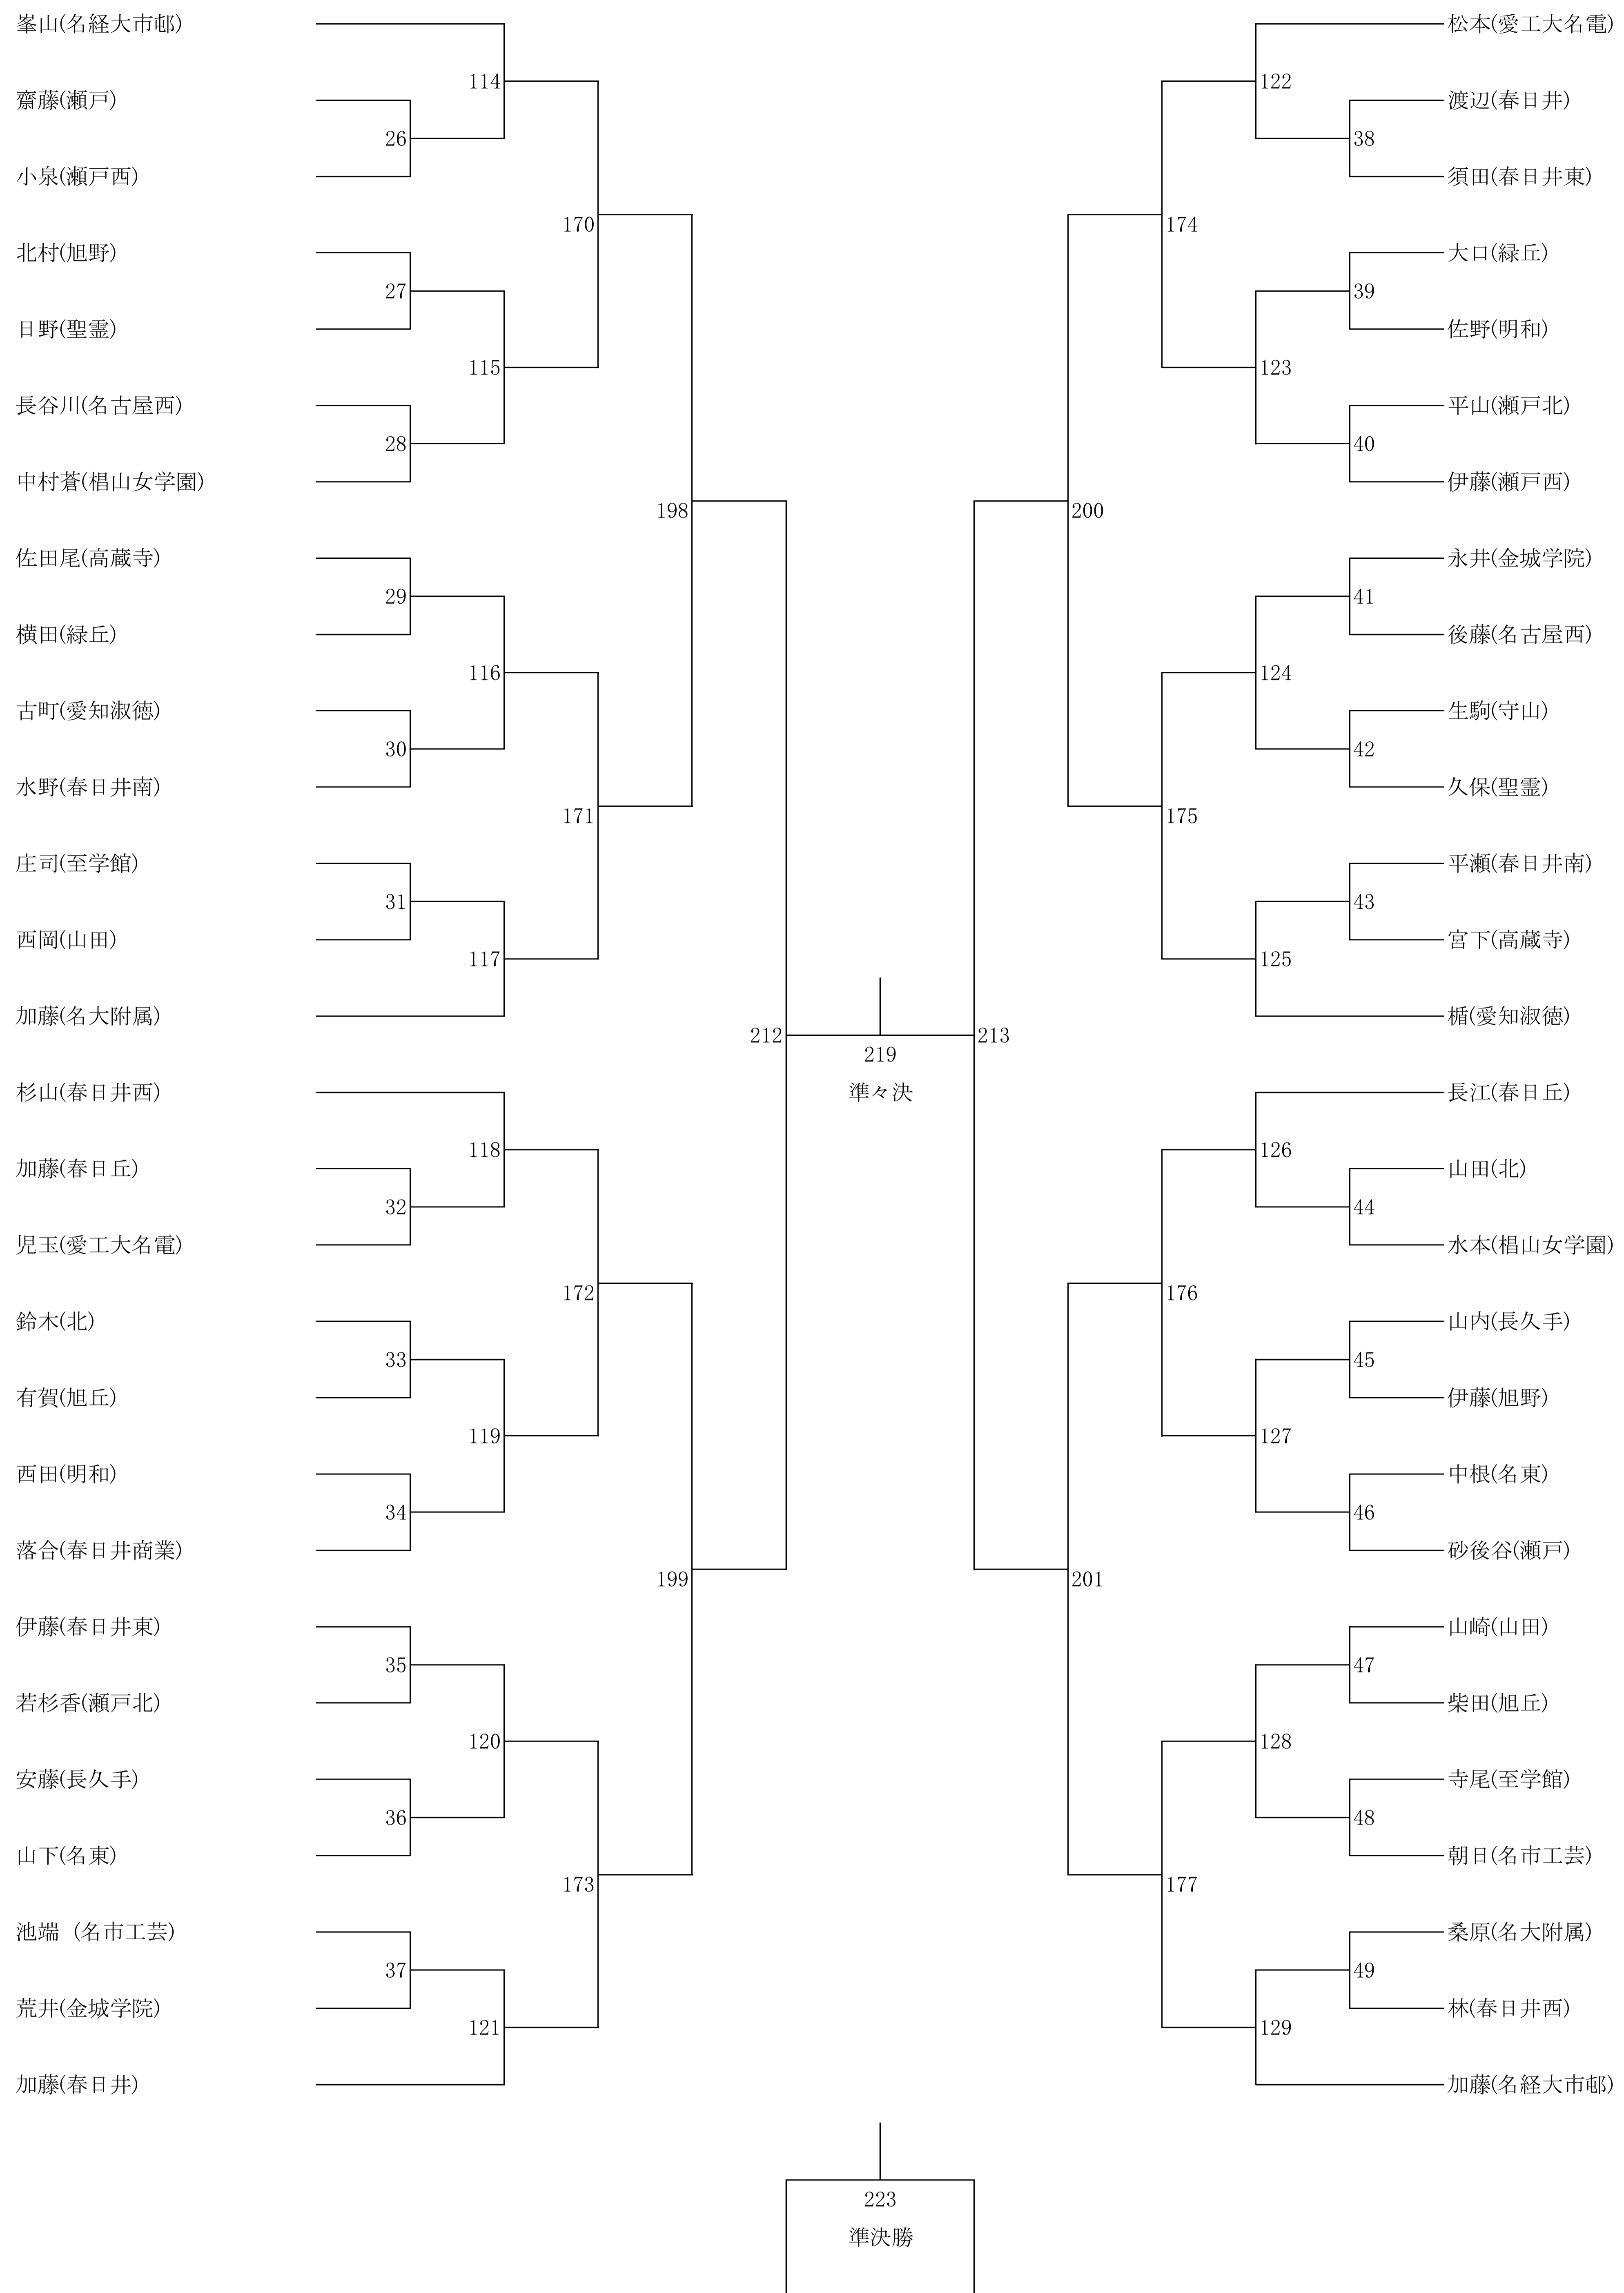 峯山(名経大市邨)
114
齋藤(瀬戸)
26
小泉(瀬戸西)
170
北村(旭野)
27
日野(聖霊)
115
長谷川(名古屋西)
28
中村蒼(椙山女学園)
198
佐田尾(高蔵寺)
29
横田(緑丘)
116
古町(愛知淑徳)
30
水野(春日井南)
171
庄司(至学館)
31
西岡(山田)
117
加藤(名大附属)
212
杉山(春日井西)
118
加藤(春日丘)
32
児玉(愛工大名電)
172
鈴木(北)
33
有賀(旭丘)
119
西田(明和)
34
落合(春日井商業)
199
伊藤(春日井東)
35
若杉香(瀬戸北)
120
安藤(長久手)
36
山下(名東)
173
池端 (名市工芸)
37
荒井(金城学院)
121
加藤(春日井)
219
準々決
松本(愛工大名電)
122
渡辺(春日井)
38
須田(春日井東)
174
大口(緑丘)
39
佐野(明和)
123
平山(瀬戸北)
40
伊藤(瀬戸西)
200
永井(金城学院)
41
後藤(名古屋西)
124
生駒(守山)
42
久保(聖霊)
175
平瀬(春日井南)
43
宮下(高蔵寺)
125
楯(愛知淑徳)
213
長江(春日丘)
126
山田(北)
44
水本(椙山女学園)
176
山内(長久手)
45
伊藤(旭野)
127
中根(名東)
46
砂後谷(瀬戸)
201
山崎(山田)
47
柴田(旭丘)
128
寺尾(至学館)
48
朝日(名市工芸)
177
桑原(名大附属)
49
林(春日井西)
129
加藤(名経大市邨)
223
準決勝